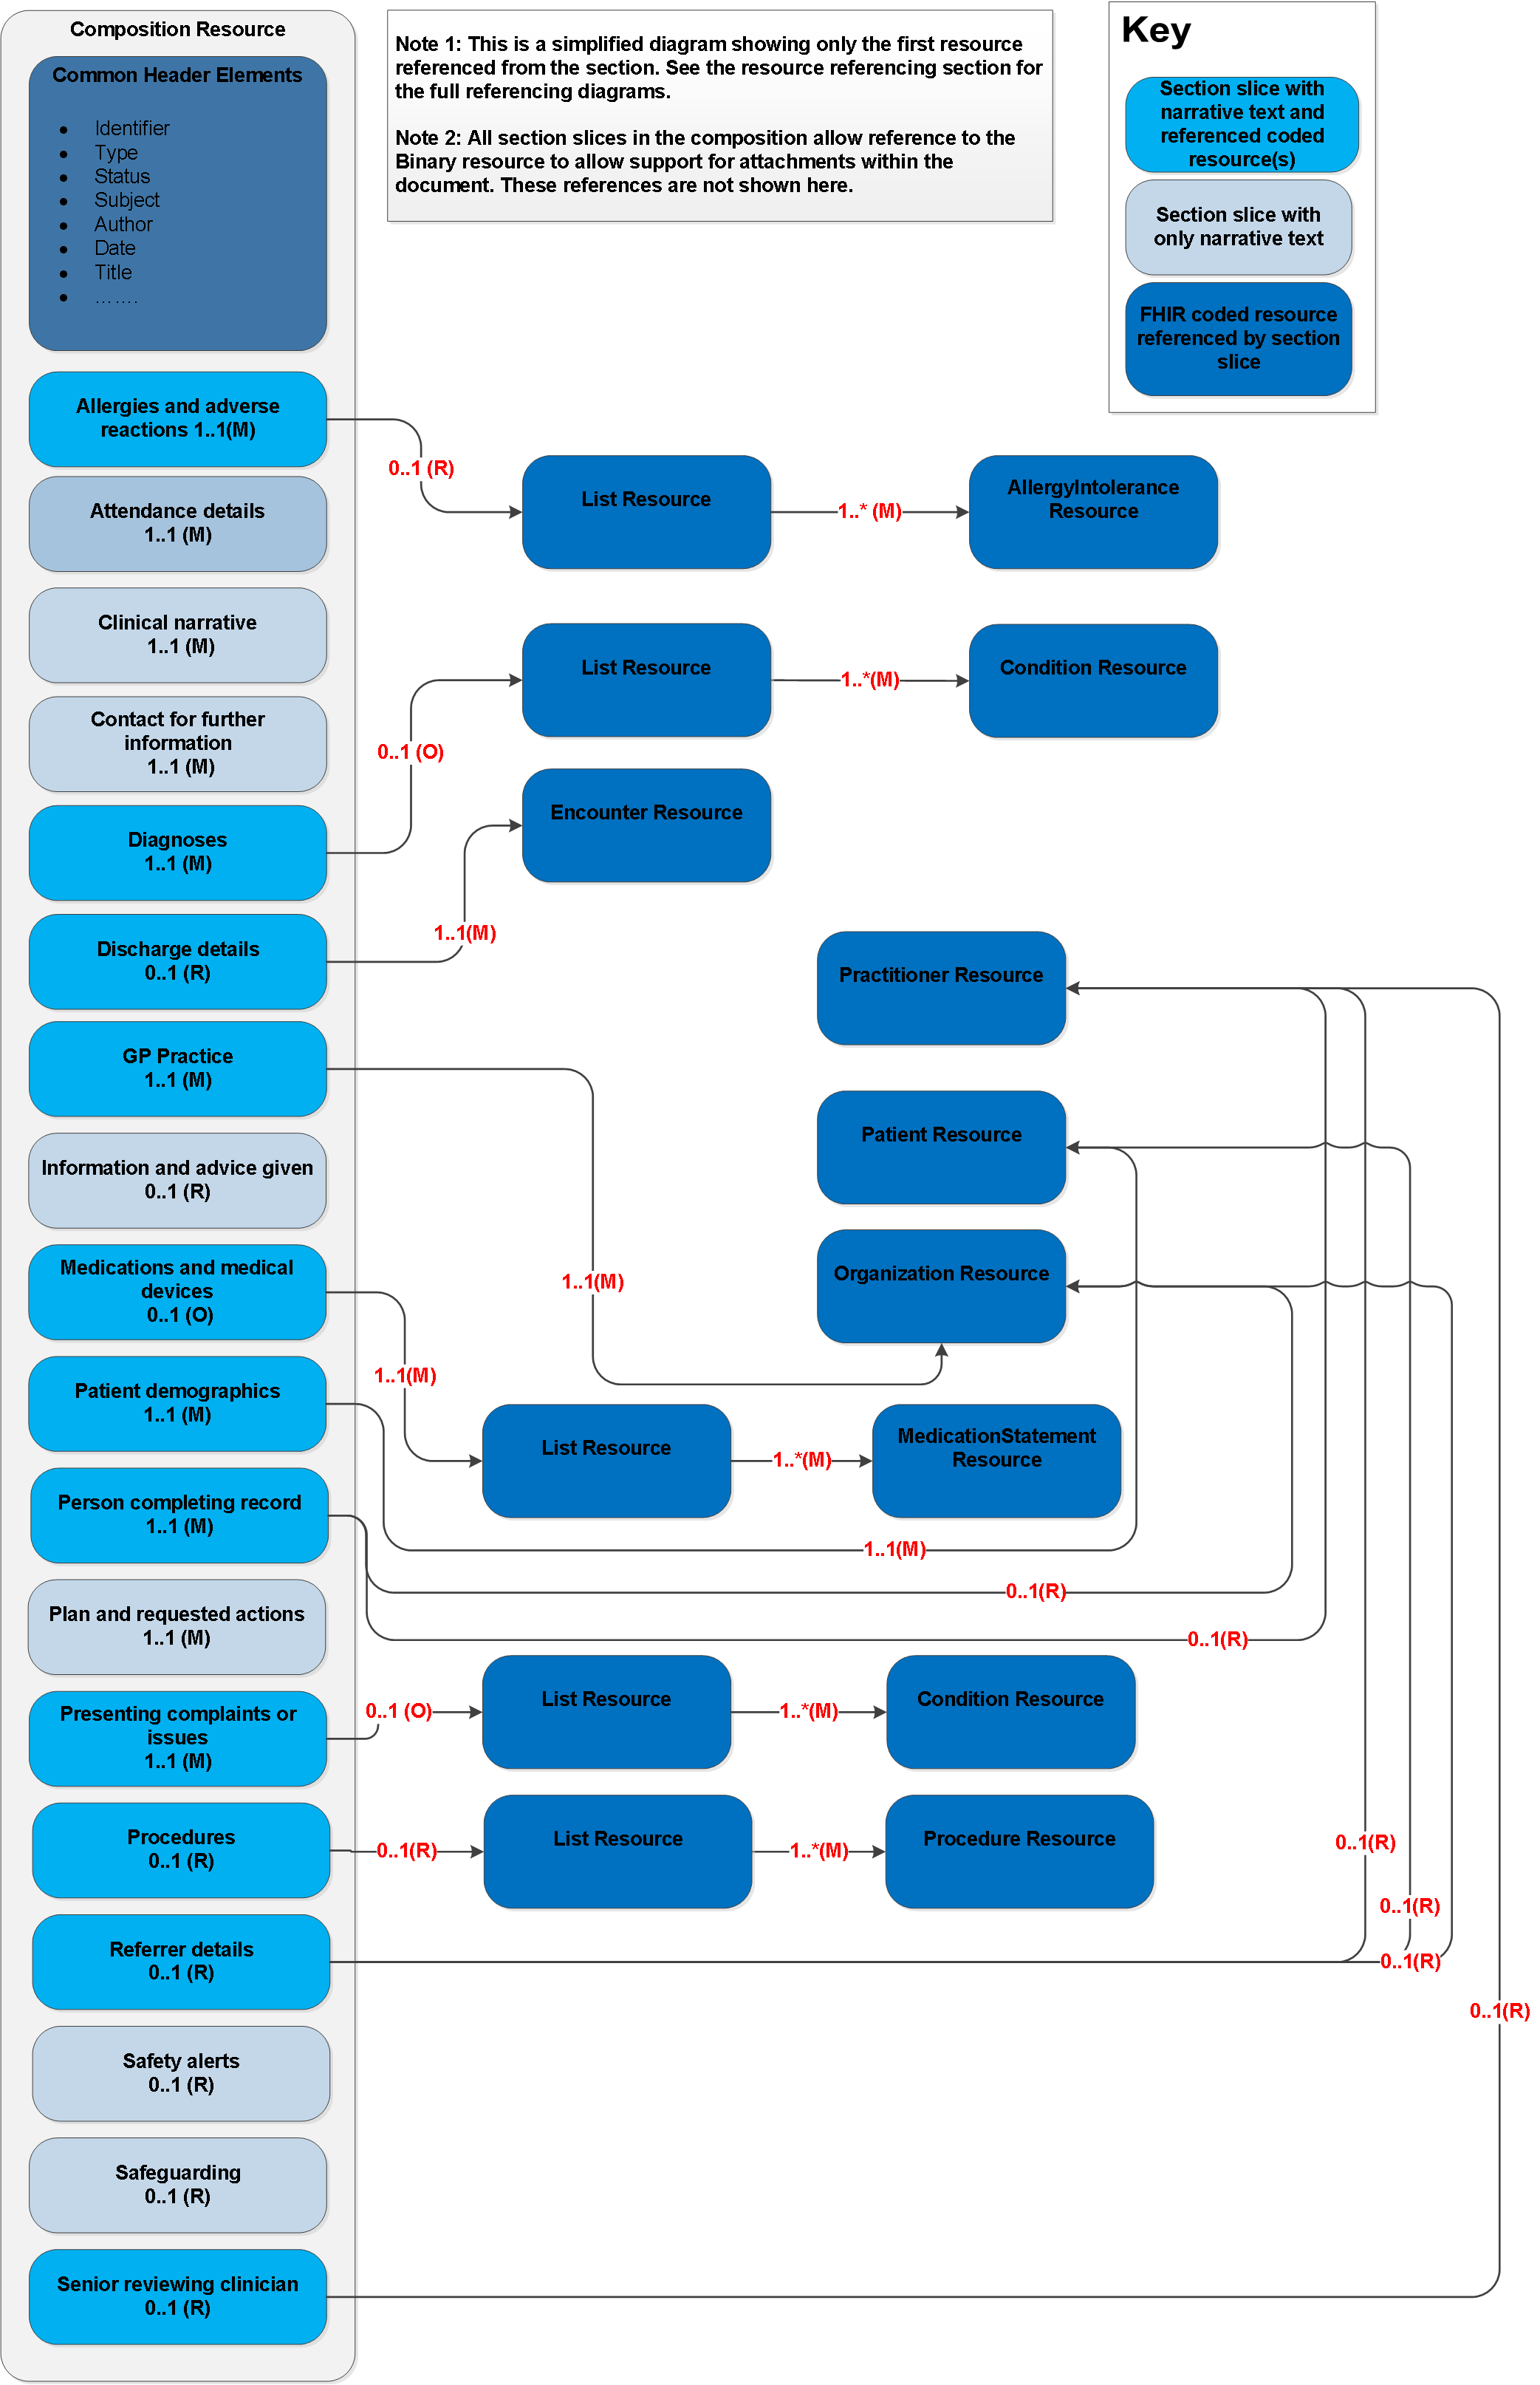 Composition Resource
Common Header Elements
• Identifier
• Type
• Status
• Subject
• Author
• Date
• Title
• …….
Note 1: This is a simplified diagram showing only the first resource
referenced from the section. See the resource referencing section for
the full referencing diagrams.
Note 2: All section slices in the composition allow reference to the
Binary resource to allow support for attachments within the
document. These references are not shown here.
Key
Section slice with
narrative text and
referenced coded
resource(s)
Section slice with
only narrative text
FHIR coded resource
referenced by section
slice
Allergies and adverse
reactions 1..1(M)
0..1 (R)
List Resource
1..* (M)
AllergyIntolerance
Resource
Attendance details
1..1 (M)
Clinical narrative
1..1 (M)
List Resource
1..*(M)
Condition Resource
Contact for further
information
1..1 (M)
0..1 (O)
Diagnoses
1..1 (M)
Encounter Resource
Discharge details
0..1 (R)
1..1(M)
Practitioner Resource
GP Practice
1..1 (M)
Patient Resource
Information and advice given
0..1 (R)
1..1(M)
Organization Resource
Medications and medical
devices
0..1 (O)
1..1(M)
Patient demographics
1..1 (M)
List Resource
1..*(M)
MedicationStatement
Resource
Person completing record
1..1 (M)
1..1(M)
0..1(R)
0..1(R)
Plan and requested actions
1..1 (M)
Presenting complaints or
issues
1..1 (M)
0..1 (O)
List Resource
1..*(M)
Condition Resource
Procedures
0..1 (R)
0..1(R)
List Resource
1..*(M)
Procedure Resource
0..1(R)
0..1(R)
Referrer details
0..1 (R)
0..1(R)
0..1(R)
Safety alerts
0..1 (R)
Safeguarding
0..1 (R)
Senior reviewing clinician
0..1 (R)